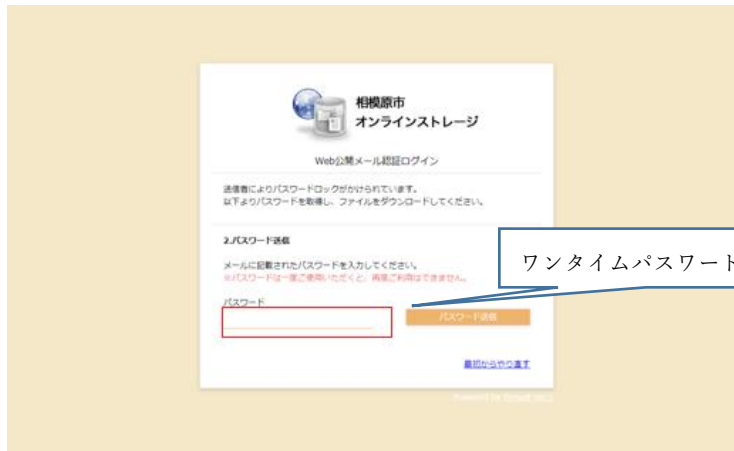 相模原市
オンラインストレージ
Web公開メール認証ログイン
送信者によりパスワードロックがかけられています。
以下よりパスワードを取得し、ファイルをダウンロードしてください。
2.パスワード送信
メールに記載されたパスワードを入力してください。
※パスワードは一度ご使用いただくと、再度ご利用はできません。
ワンタイムパスワード
パスワード
パスワード送信
最初からやり直す
Powered by